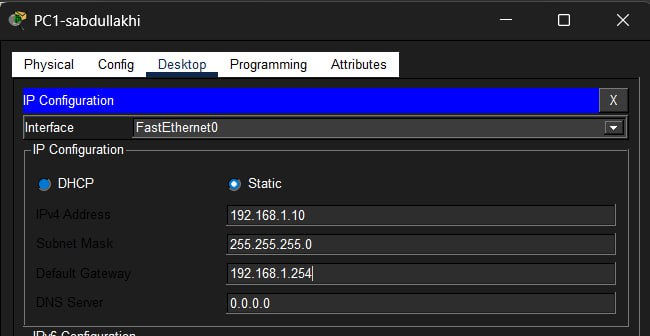 PC1-sabdullakhi
Physical Config Desktop Programming Attributes
IP Configuration X
Interface FastEthernet0
IP Configuration
DHCP Static
IPv4 Address 192.168.1.10
Subnet Mask 255.255.255.0
Default Gateway 192.168.1.254
DNS Server 0.0.0.0
IPv6 Configuration